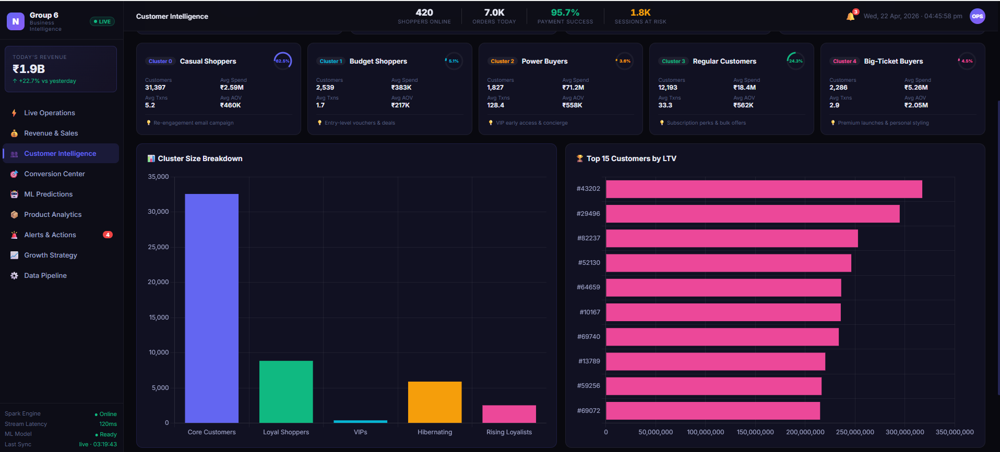 N
Group 6
Business
Intelligence
LIVE
TODAY'S REVENUE
₹1.9B
↑ +22.7% vs yesterday
Live Operations
Revenue & Sales
Customer Intelligence
Conversion Center
ML Predictions
Product Analytics
Alerts & Actions 4
Growth Strategy
Data Pipeline
Spark Engine Online
Stream Latency 120ms
ML Model Ready
Last Sync live · 03:19:43
Customer Intelligence
420
SHOPPERS ONLINE
7.0K
ORDERS TODAY
95.7%
PAYMENT SUCCESS
1.8K
SESSIONS AT RISK
3
Wed, 22 Apr, 2026 · 04:45:58 pm
OPS
Cluster 0 Casual Shoppers 62.5%
Customers Avg Spend
31,397 ₹2.59M
Avg Txns Avg AOV
5.2 ₹460K
Re-engagement email campaign
Cluster 1 Budget Shoppers 5.1%
Customers Avg Spend
2,539 ₹383K
Avg Txns Avg AOV
1.7 ₹217K
Entry-level vouchers & deals
Cluster 2 Power Buyers 3.6%
Customers Avg Spend
1,827 ₹71.2M
Avg Txns Avg AOV
128.4 ₹558K
VIP early access & concierge
Cluster 3 Regular Customers 24.3%
Customers Avg Spend
12,193 ₹18.4M
Avg Txns Avg AOV
33.3 ₹562K
Subscription perks & bulk offers
Cluster 4 Big-Ticket Buyers 4.5%
Customers Avg Spend
2,286 ₹5.26M
Avg Txns Avg AOV
2.9 ₹2.05M
Premium launches & personal styling
Cluster Size Breakdown
35,000
30,000
25,000
20,000
15,000
10,000
5,000
0
Core Customers Loyal Shoppers VIPs Hibernating Rising Loyalists
Top 15 Customers by LTV
#43202
#29496
#82237
#52130
#64659
#10167
#69740
#13789
#59256
#69072
0 50,000,000 100,000,000 150,000,000 200,000,000 250,000,000 300,000,000 350,000,000